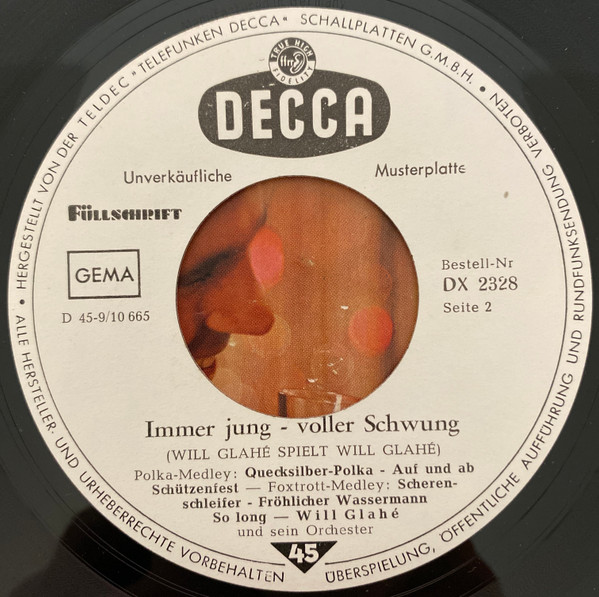 • HERGESTELLT VON DER TELDEC "TELEFUNKEN DECCA" SCHALLPLATTEN G.M.B.H. •
TRUE HIGH
ffrr
FIDELITY
DECCA
Unverkäufliche Musterplatte
FÜLLSCHRIFT
GEMA
D 45-9/10 665
Bestell-Nr
DX 2328
Seite 2
Immer jung - voller Schwung
(WILL GLAHÉ SPIELT WILL GLAHÉ)
Polka-Medley: Quecksilber-Polka - Auf und ab
Schützenfest — Foxtrott-Medley: Scheren-
schleifer - Fröhlicher Wassermann
So long — Will Glahé
und sein Orchester
45
ALLE HERSTELLER- UND URHEBERRECHTE VORBEHALTEN
ÜBERSPIELUNG, ÖFFENTLICHE AUFFÜHRUNG UND RUNDFUNKSENDUNG VERBOTEN